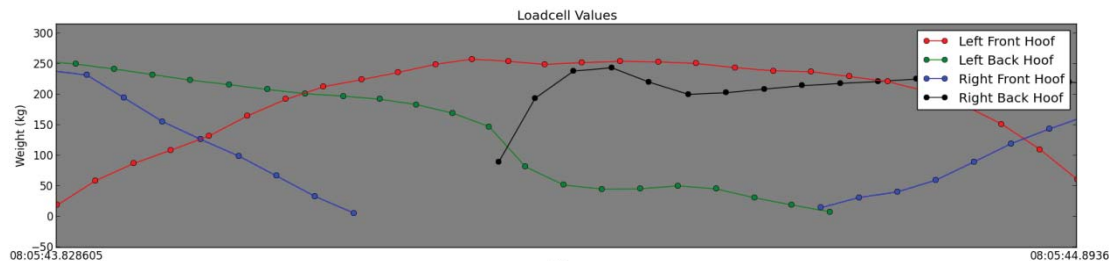 Loadcell Values
300
250
200
150
100
50
0
−50
Weight (kg)
Left Front Hoof
Left Back Hoof
Right Front Hoof
Right Back Hoof
08:05:43.828605
08:05:44.8936